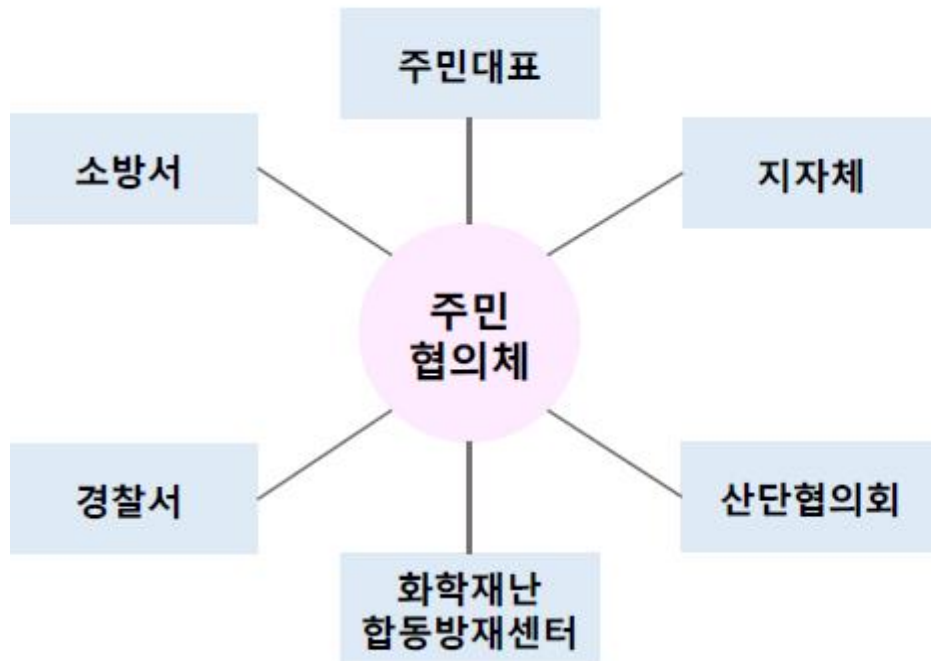 주민대표
소방서
지자체
주민
협의체
경찰서
산단협의회
화학재난
합동방재센터